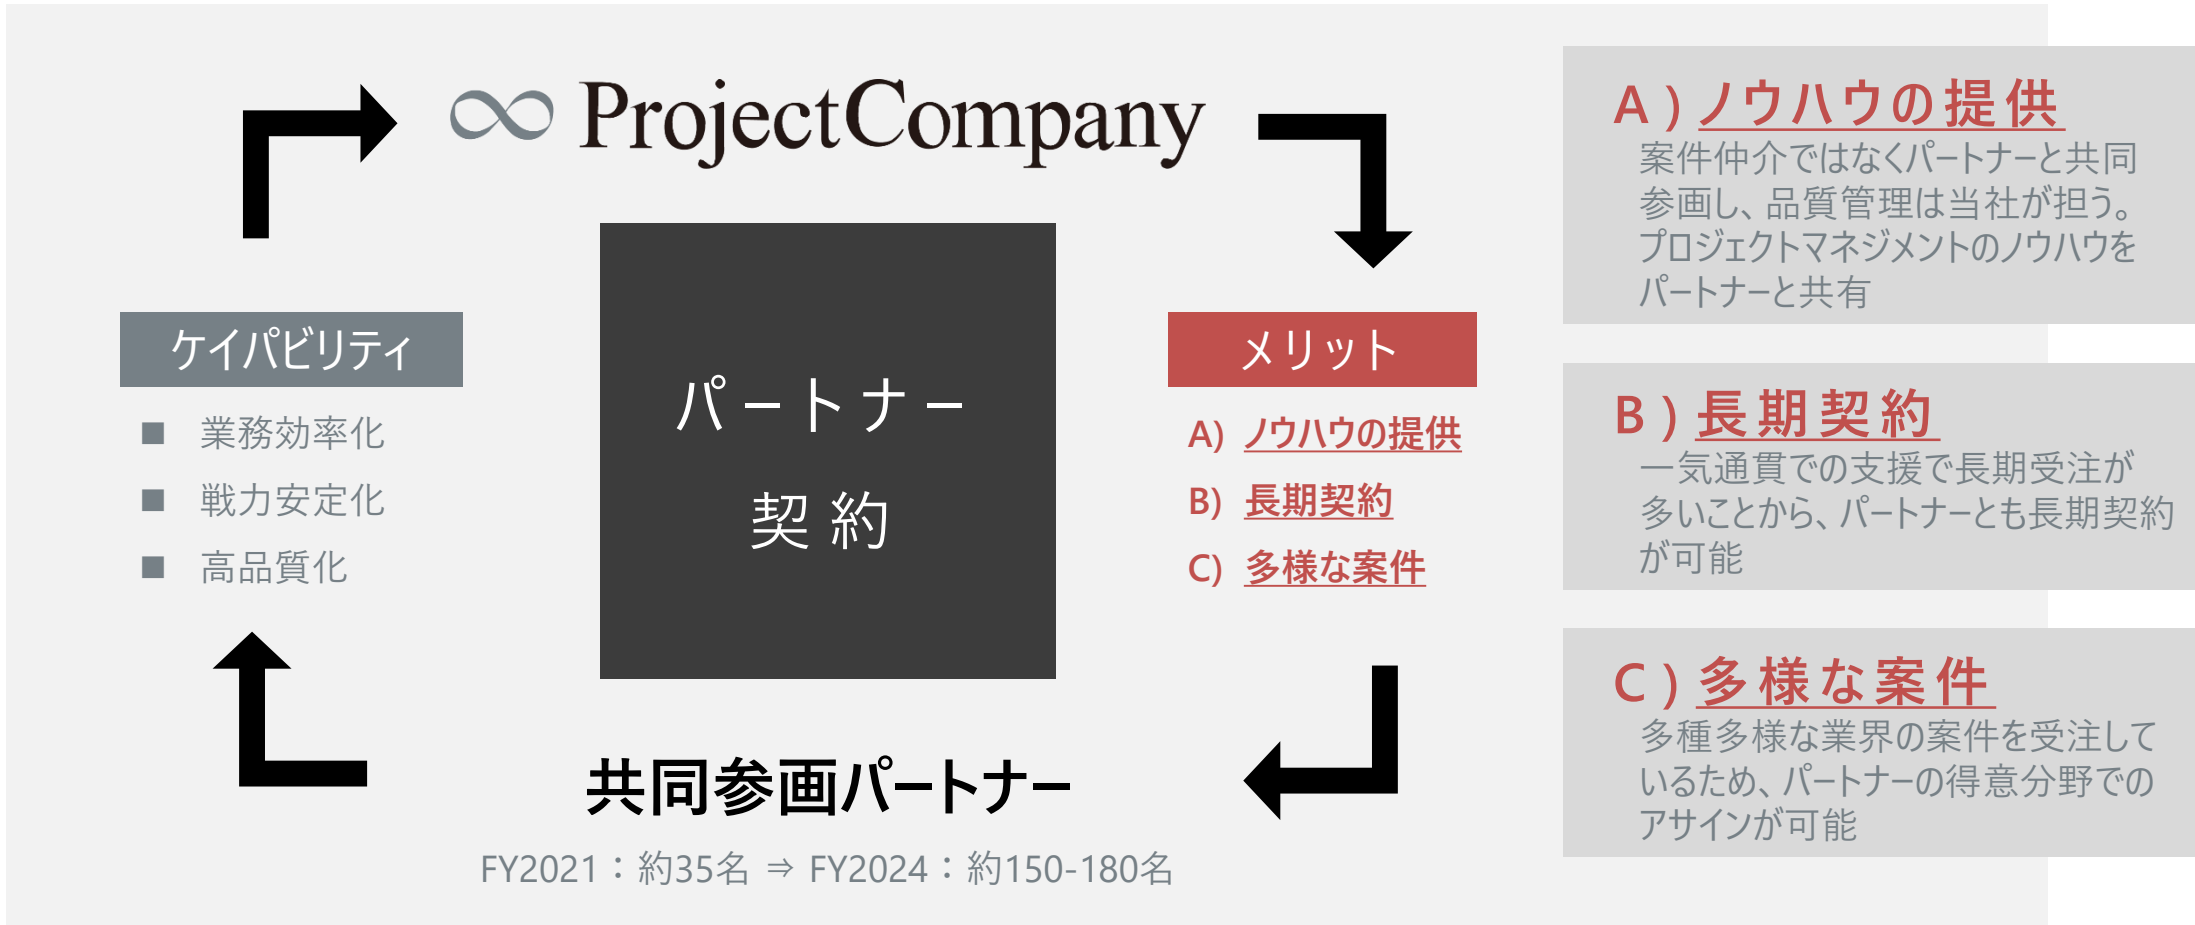 ProjectCompany
ケイパビリティ
■ 業務効率化
■ 戦力安定化
■ 高品質化
パートナー
契約
メリット
A) ノウハウの提供
B) 長期契約
C) 多様な案件
共同参画パートナー
FY2021：約35名 ⇒ FY2024：約150-180名
A)ノウハウの提供
案件仲介ではなくパートナーと共同
参画し、品質管理は当社が担う。
プロジェクトマネジメントのノウハウを
パートナーと共有
B)長期契約
一気通貫での支援で長期受注が
多いことから、パートナーとも長期契約
が可能
C)多様な案件
多種多様な業界の案件を受注して
いるため、パートナーの得意分野での
アサインが可能